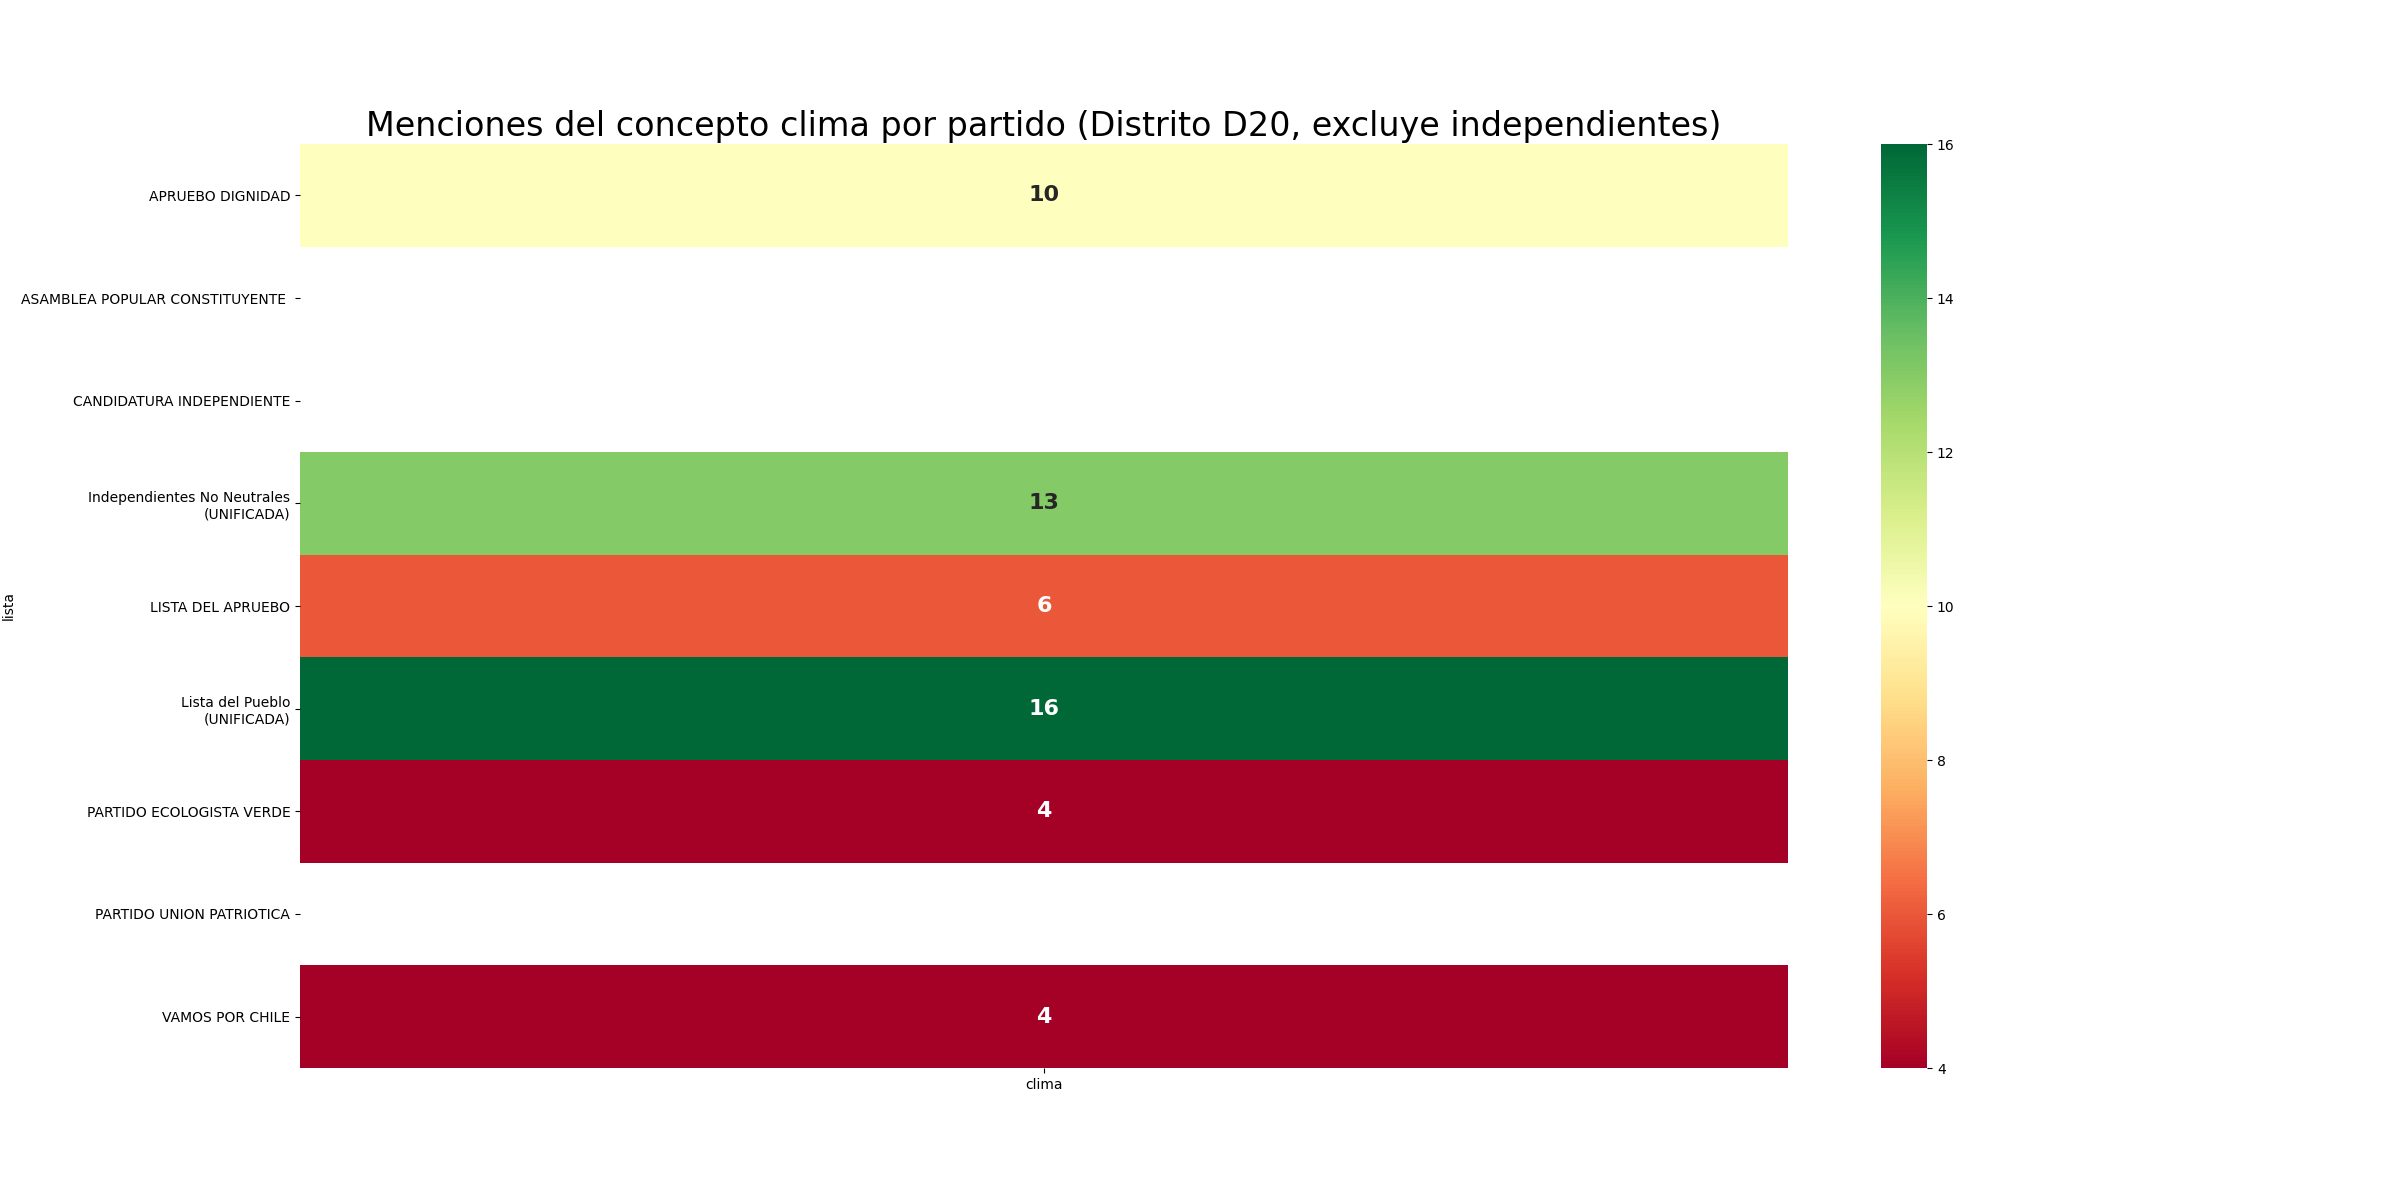 Menciones del concepto clima por partido (Distrito D20, excluye independientes)
APRUEBO DIGNIDAD
10
ASAMBLEA POPULAR CONSTITUYENTE
CANDIDATURA INDEPENDIENTE
Independientes No Neutrales
(UNIFICADA)
13
LISTA DEL APRUEBO
6
Lista del Pueblo
(UNIFICADA)
16
PARTIDO ECOLOGISTA VERDE
4
PARTIDO UNION PATRIOTICA
VAMOS POR CHILE
4
lista
clima
16
14
12
10
8
6
4